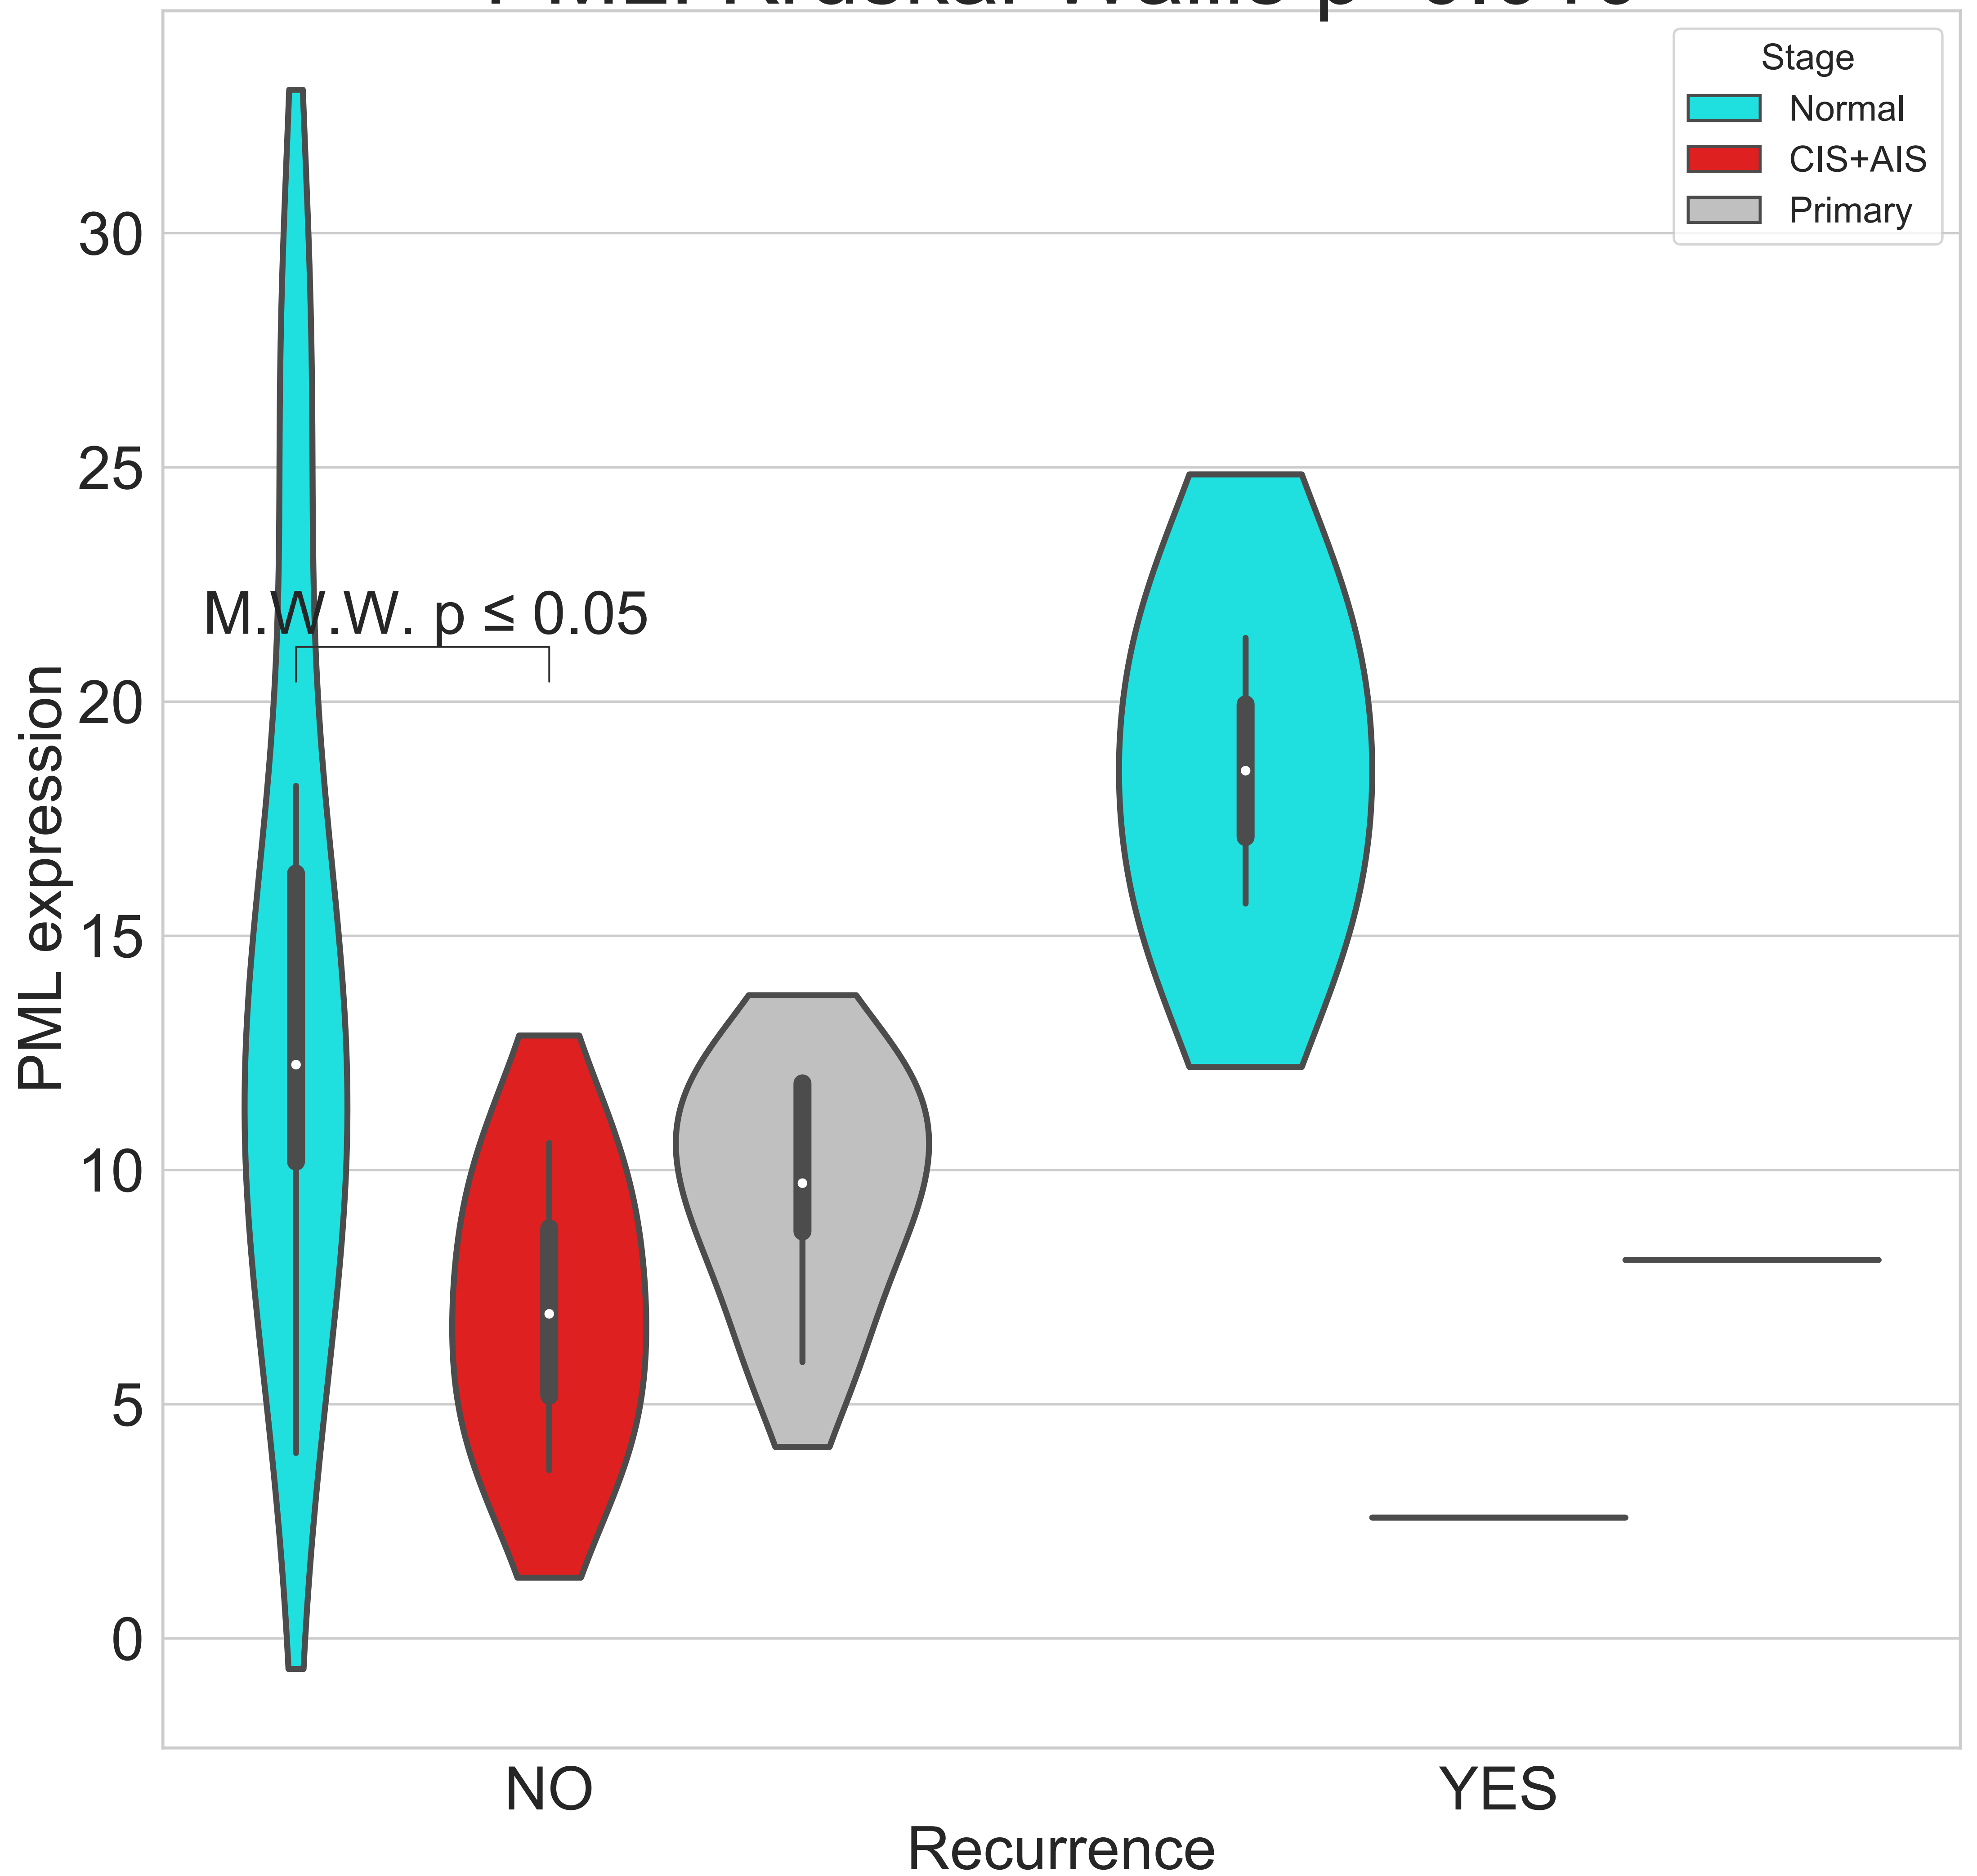 Stage
Normal
CIS+AIS
Primary
30
25
20
15
10
5
0
M.W.W. p ≤ 0.05
PML expression
NO
YES
Recurrence